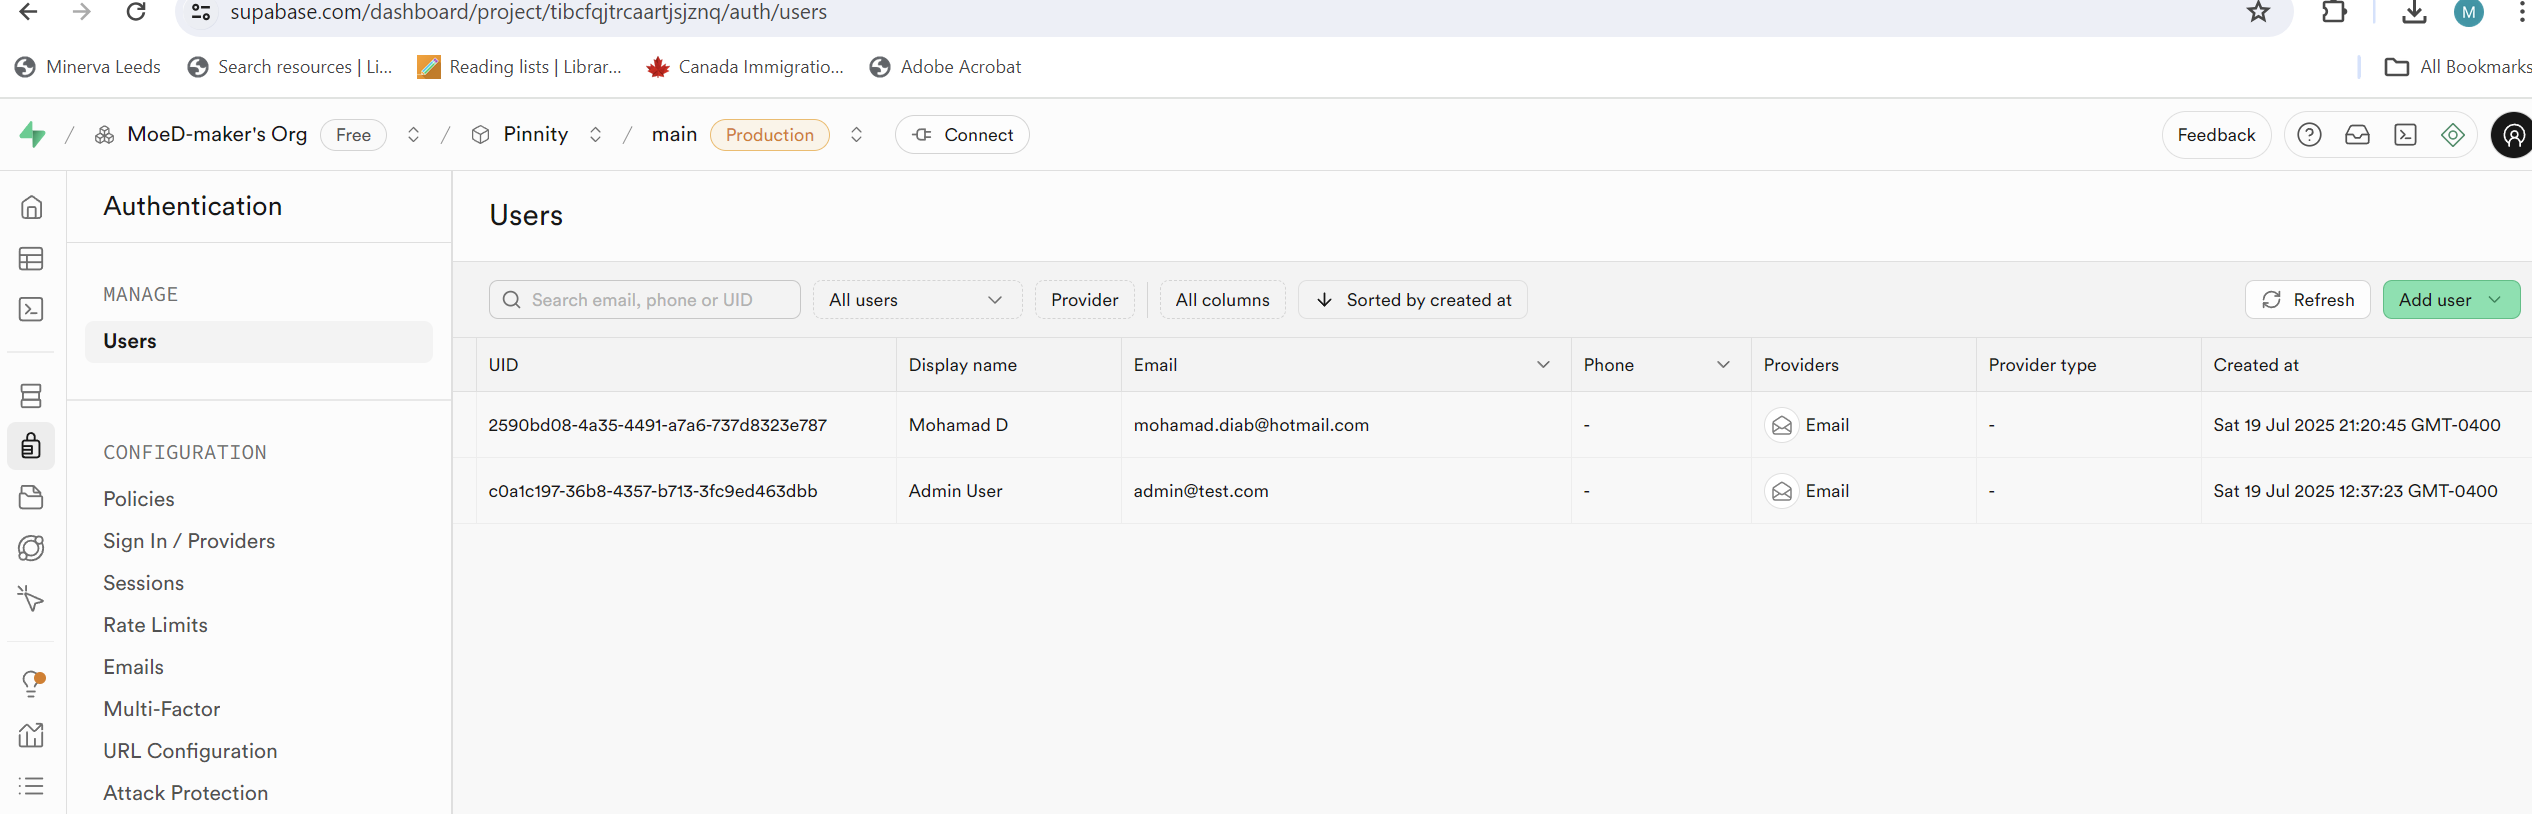 supabase.com/dashboard/project/tibcfqjtrcaartjsjznq/auth/users
M
Minerva Leeds
Search resources | Li...
Reading lists | Librar...
Canada Immigratio...
Adobe Acrobat
All Bookmarks
/ MoeD-maker's Org Free / Pinnity / main Production Connect
Feedback
Authentication
MANAGE
Users
CONFIGURATION
Policies
Sign In / Providers
Sessions
Rate Limits
Emails
Multi-Factor
URL Configuration
Attack Protection
Users
Search email, phone or UID All users Provider All columns Sorted by created at Refresh Add user
UID Display name Email Phone Providers Provider type Created at
2590bd08-4a35-4491-a7a6-737d8323e787 Mohamad D mohamad.diab@hotmail.com - Email - Sat 19 Jul 2025 21:20:45 GMT-0400
c0a1c197-36b8-4357-b713-3fc9ed463dbb Admin User admin@test.com - Email - Sat 19 Jul 2025 12:37:23 GMT-0400